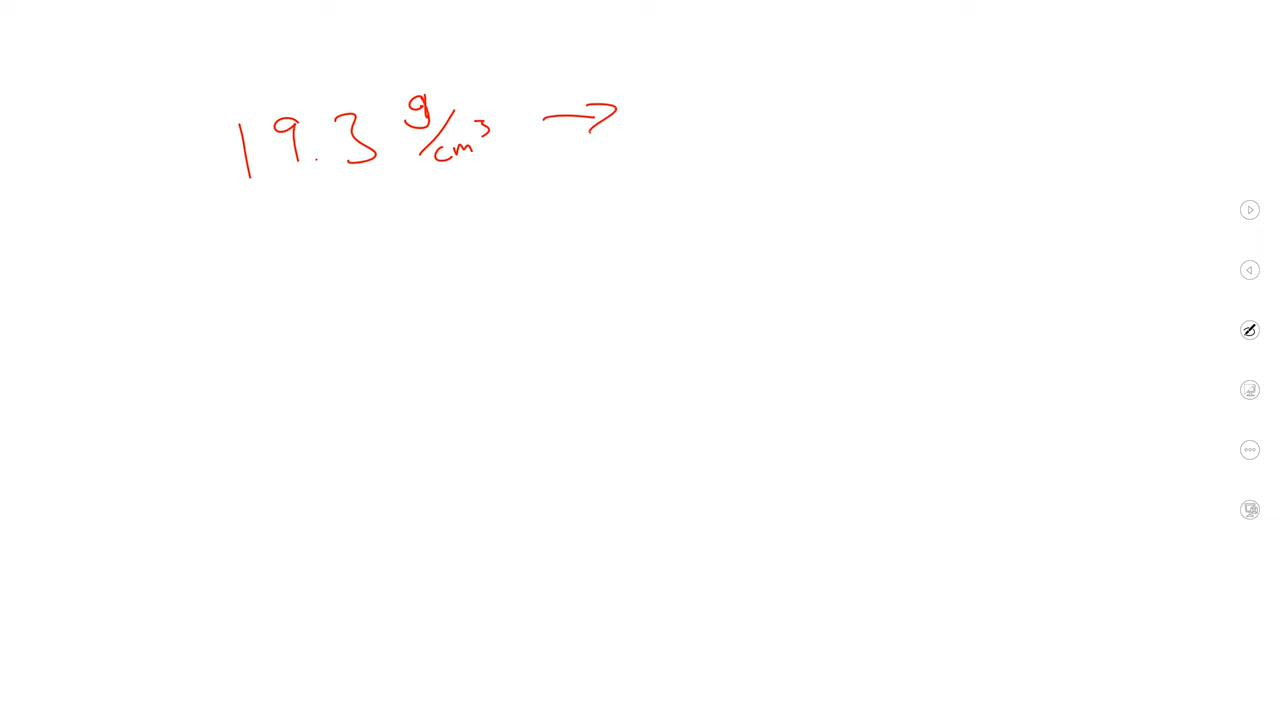 19.3 g/cm³ →